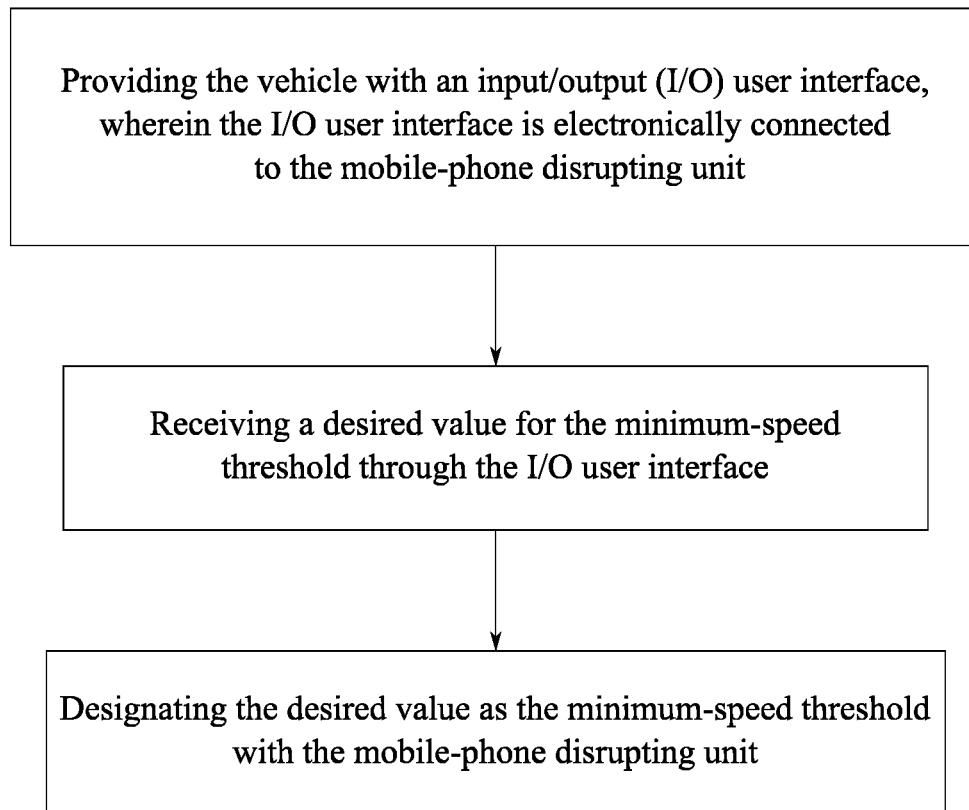 Providing the vehicle with an input/output (I/O) user interface,
wherein the I/O user interface is electronically connected
to the mobile-phone disrupting unit
Receiving a desired value for the minimum-speed
threshold through the I/O user interface
Designating the desired value as the minimum-speed threshold
with the mobile-phone disrupting unit